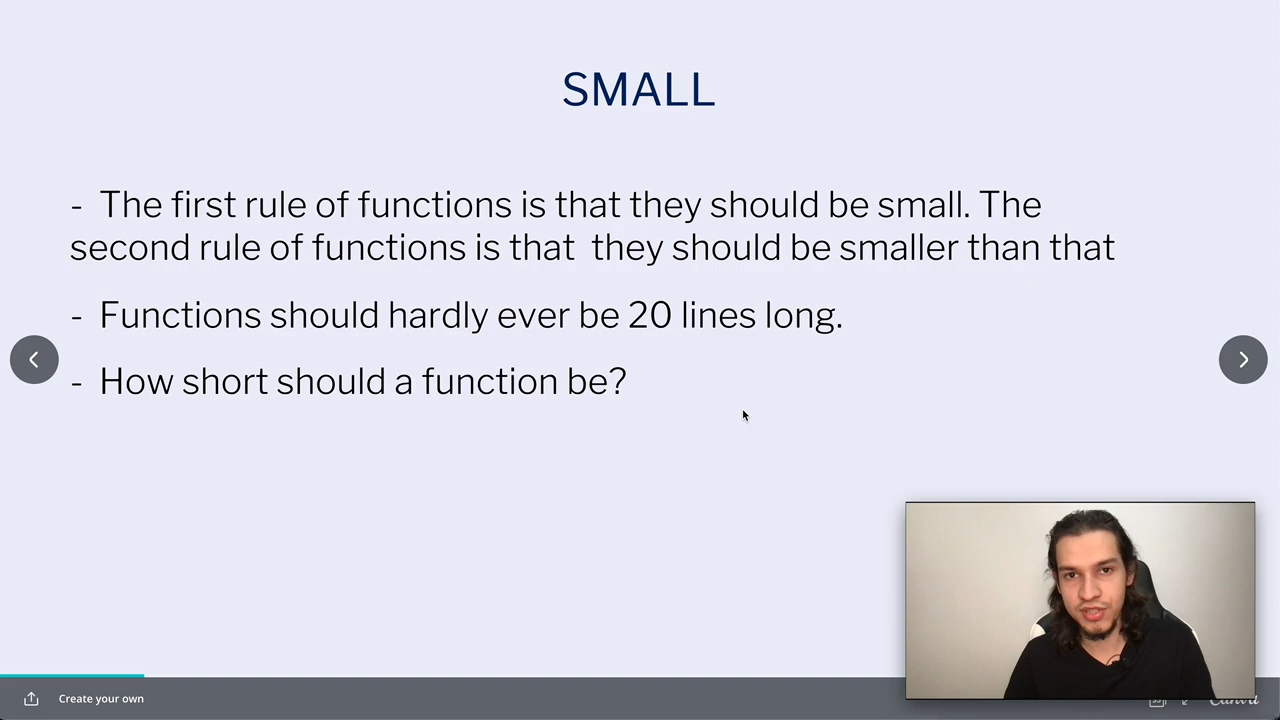 SMALL
- The first rule of functions is that they should be small. The
second rule of functions is that they should be smaller than that
- Functions should hardly ever be 20 lines long.
- How short should a function be?
Create your own